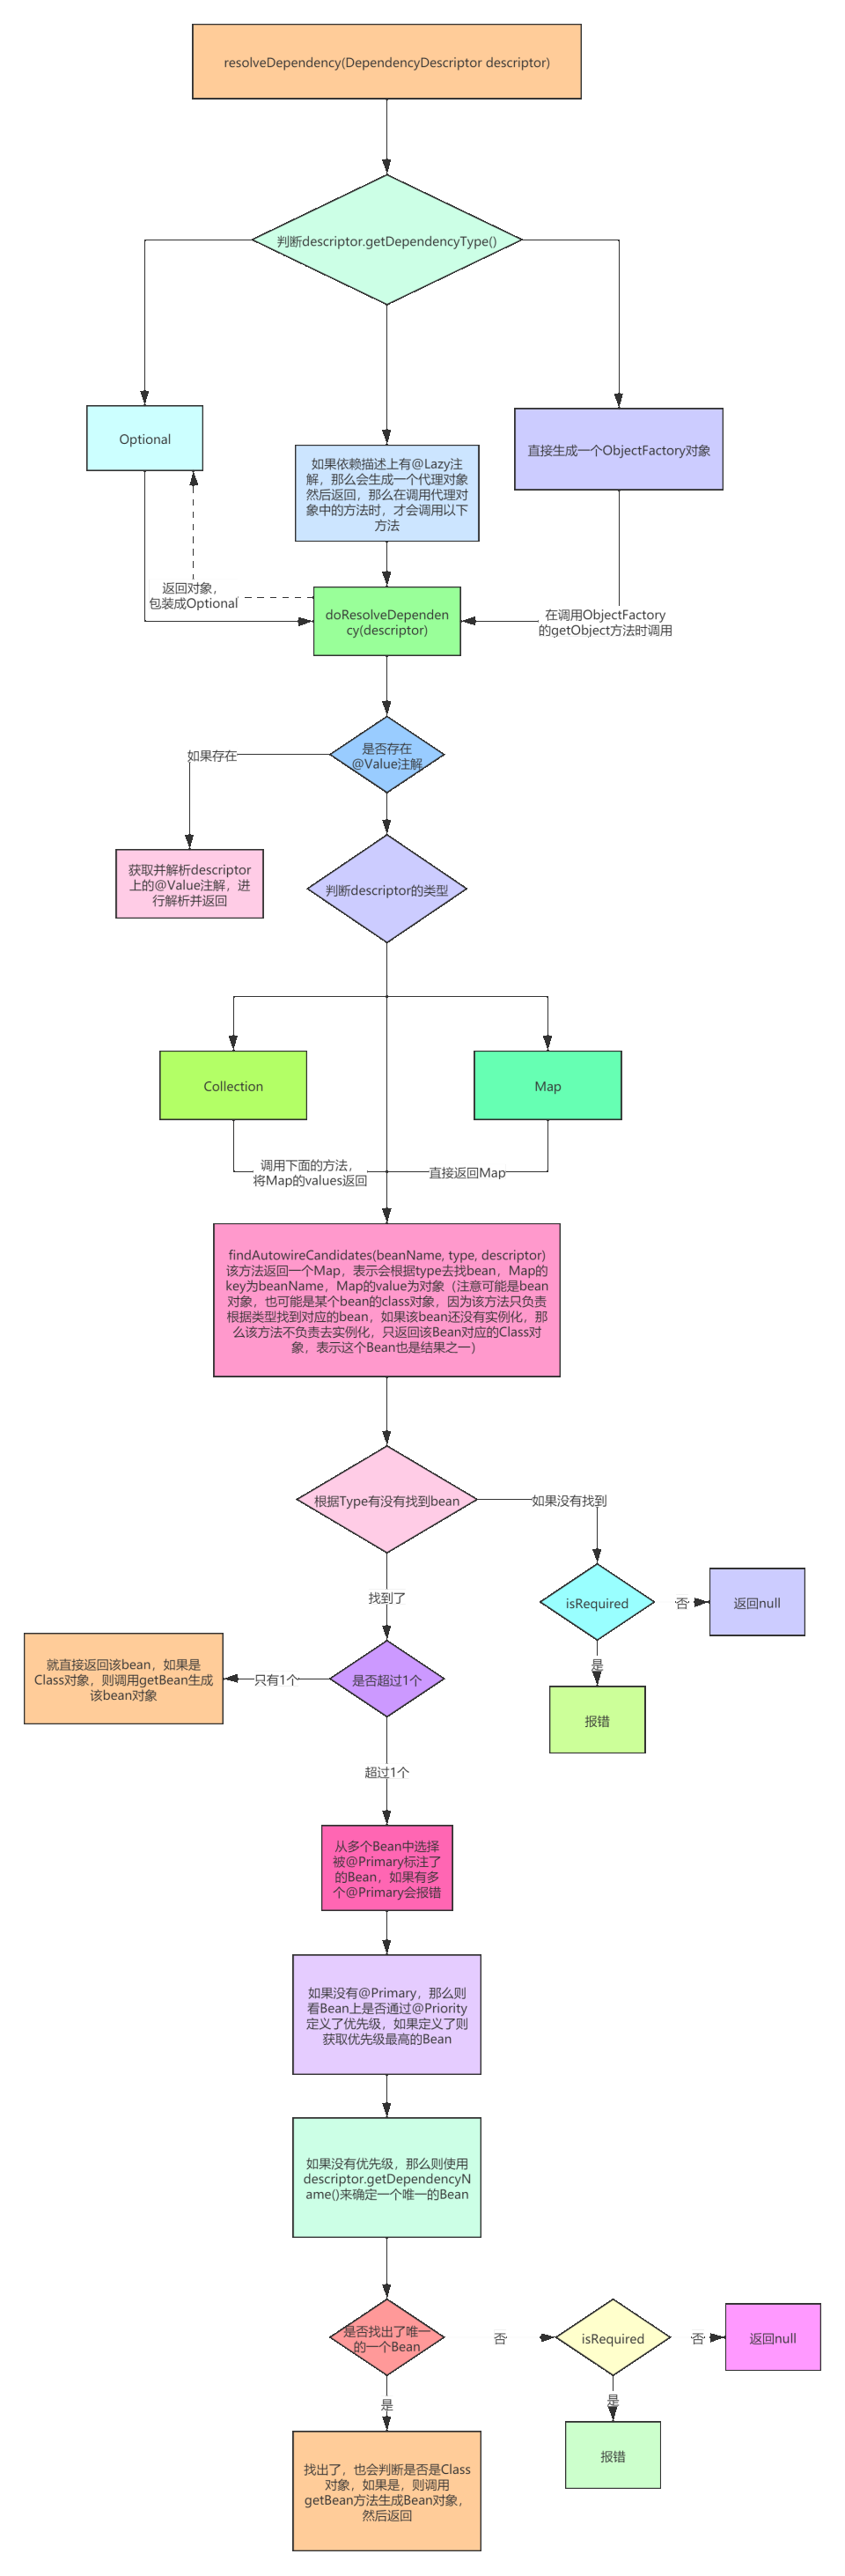 resolveDependency(DependencyDescriptor descriptor)
判断descriptor.getDependencyType()
Optional
如果依赖描述上有@Lazy注
解，那么会生成一个代理对象
然后返回，那么在调用代理对
象中的方法时，才会调用以下
方法
直接生成一个ObjectFactory对象
返回对象，
包装成Optional
doResolveDependen
cy(descriptor)
在调用ObjectFactory
的getObject方法时调用
是否存在
@Value注解
如果存在
获取并解析descriptor
上的@Value注解，进
行解析并返回
判断descriptor的类型
Collection
Map
调用下面的方法，
将Map的values返回
直接返回Map
findAutowireCandidates(beanName, type, descriptor)
该方法返回一个Map，表示会根据type去找bean，Map的
key为beanName，Map的value为对象（注意可能是bean
对象，也可能是某个bean的class对象，因为该方法只负责
根据类型找到对应的bean，如果该bean还没有实例化，那
么该方法不负责去实例化，只返回该Bean对应的Class对
象，表示这个Bean也是结果之一）
根据Type有没有找到bean
如果没有找到
isRequired
否
返回null
是
报错
找到了
是否超过1个
只有1个
就直接返回该bean，如果是
Class对象，则调用getBean生成
该bean对象
超过1个
从多个Bean中选择
被@Primary标注了
的Bean，如果有多
个@Primary会报错
如果没有@Primary，那么则
看Bean上是否通过@Priority
定义了优先级，如果定义了则
获取优先级最高的Bean
如果没有优先级，那么则使用
descriptor.getDependencyN
ame()来确定一个唯一的Bean
是否找出了唯一
的一个Bean
否
isRequired
否
返回null
是
报错
是
找出了，也会判断是否是Class
对象，如果是，则调用
getBean方法生成Bean对象，
然后返回